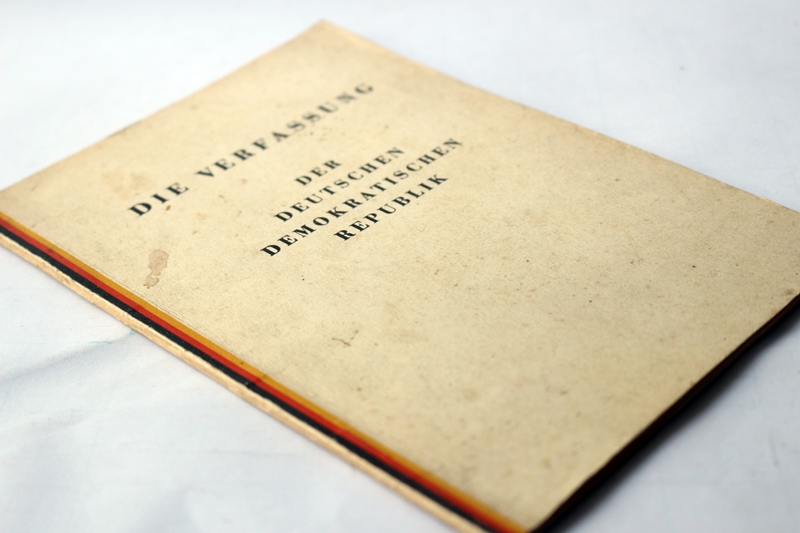 DIE VERFASSUNG
DER
DEUTSCHEN
DEMOKRATISCHEN
REPUBLIK